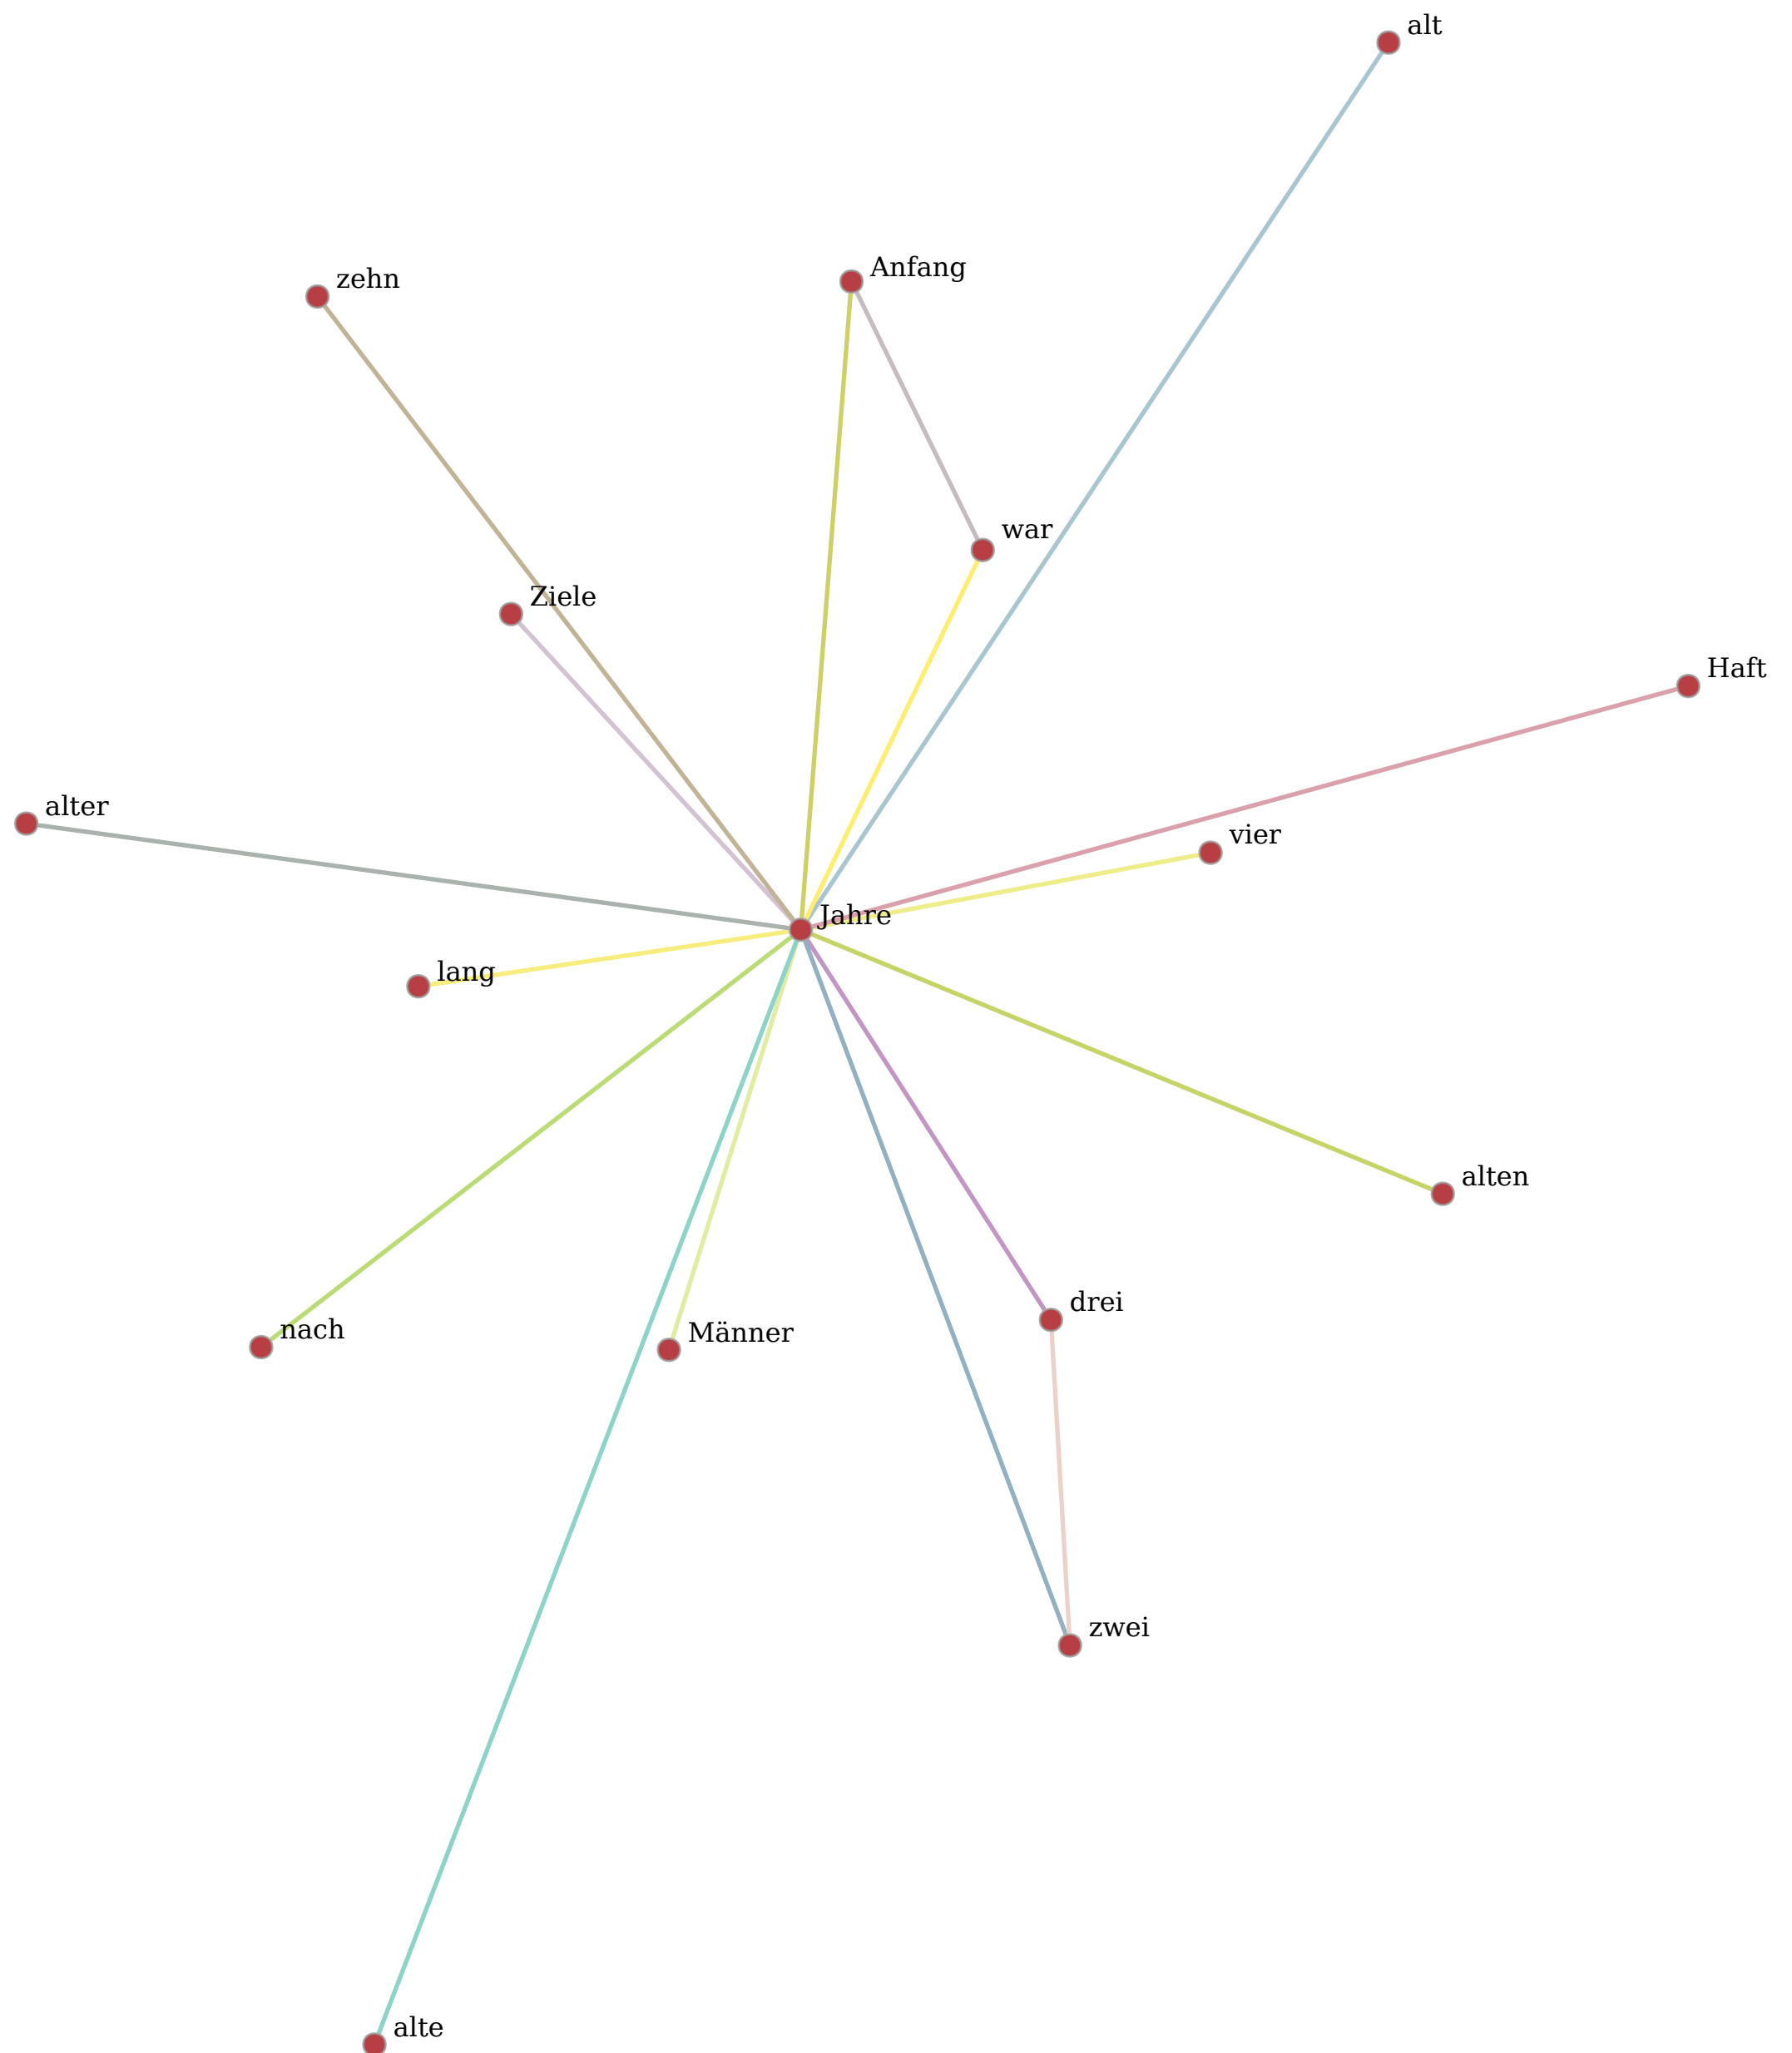 alt
Anfang
zehn
war
Ziele
Haft
alter
vier
Jahre
lang
alten
drei
nach
Männer
zwei
alte